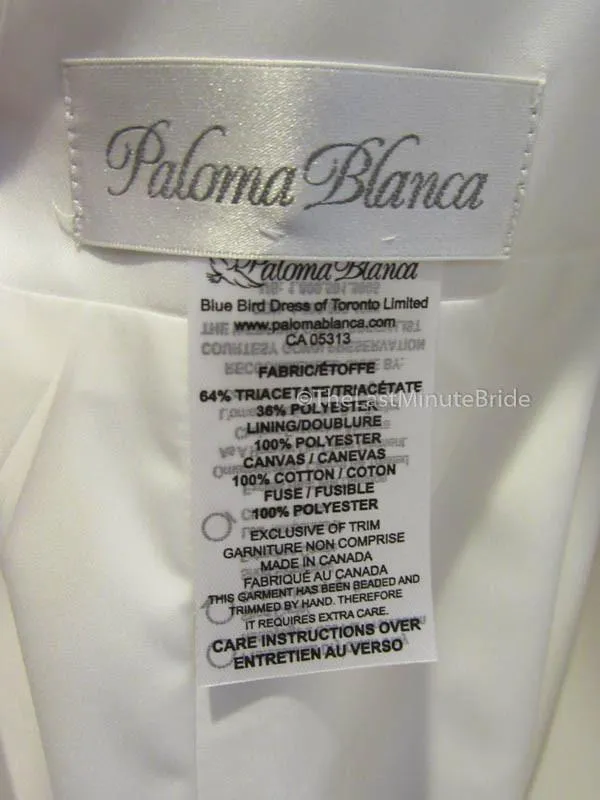 Paloma Blanca
Paloma Blanca
Blue Bird Dress of Toronto Limited
www.palomablanca.com
CA 05313
FABRIC/ÉTOFFE
64% TRIACETATE/TRIACÉTATE
©TheLastMinuteBride
36% POLYESTER
LINING/DOUBLURE
100% POLYESTER
CANVAS / CANEVAS
100% COTTON / COTON
FUSE / FUSIBLE
100% POLYESTER
EXCLUSIVE OF TRIM
GARNITURE NON COMPRISE
MADE IN CANADA
FABRIQUÉ AU CANADA
THIS GARMENT HAS BEEN BEADED AND
TRIMMED BY HAND. THEREFORE
IT REQUIRES EXTRA CARE.
CARE INSTRUCTIONS OVER
ENTRETIEN AU VERSO